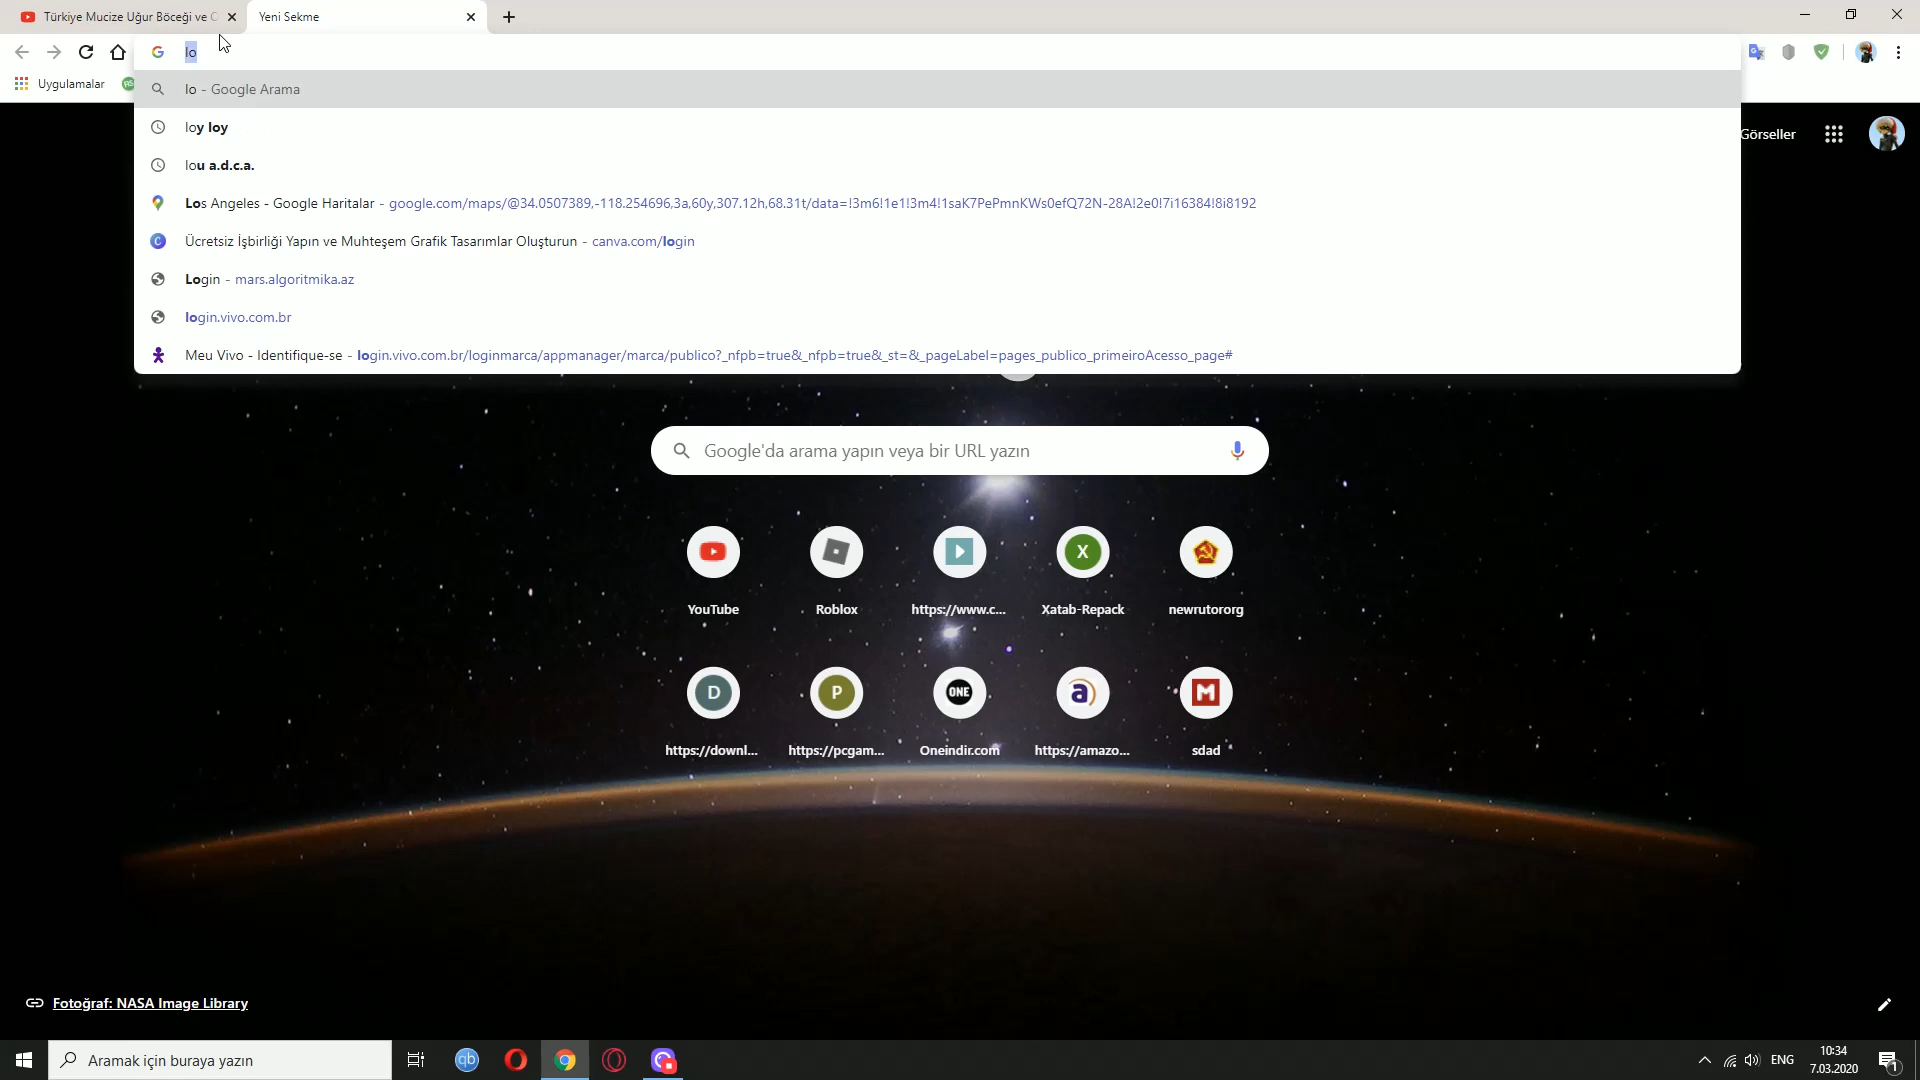 Türkiye Mucize Uğur Böceği ve
Yeni Sekme
lo
Uygulamalar
lo - Google Arama
loy loy
lou a.d.c.a.
Los Angeles - Google Haritalar - google.com/maps/@34.0507389,-118.254696,3a,60y,307.12h,68.31t/data=!3m6!1e1!3m4!1saK7PePmnKWs0efQ72N-28A!2e0!7i16384!8i8192
Ücretsiz İşbirliği Yapın ve Muhteşem Grafik Tasarımlar Oluşturun - canva.com/login
Login - mars.algoritmika.az
login.vivo.com.br
Meu Vivo - Identifique-se - login.vivo.com.br/loginmarca/appmanager/marca/publico?_nfpb=true&_nfpb=true&_st=&_pageLabel=pages_publico_primeiroAcesso_page#
Görseller
Google'da arama yapın veya bir URL yazın
YouTube
Roblox
https://www.c...
X
Xatab-Repack
newrutororg
D
https://downl...
P
https://pcgam...
ONE
Oneindir.com
a
https://amazo...
M
sdad
Fotoğraf: NASA Image Library
Aramak için buraya yazın
qb
ENG
10:34
7.03.2020
1